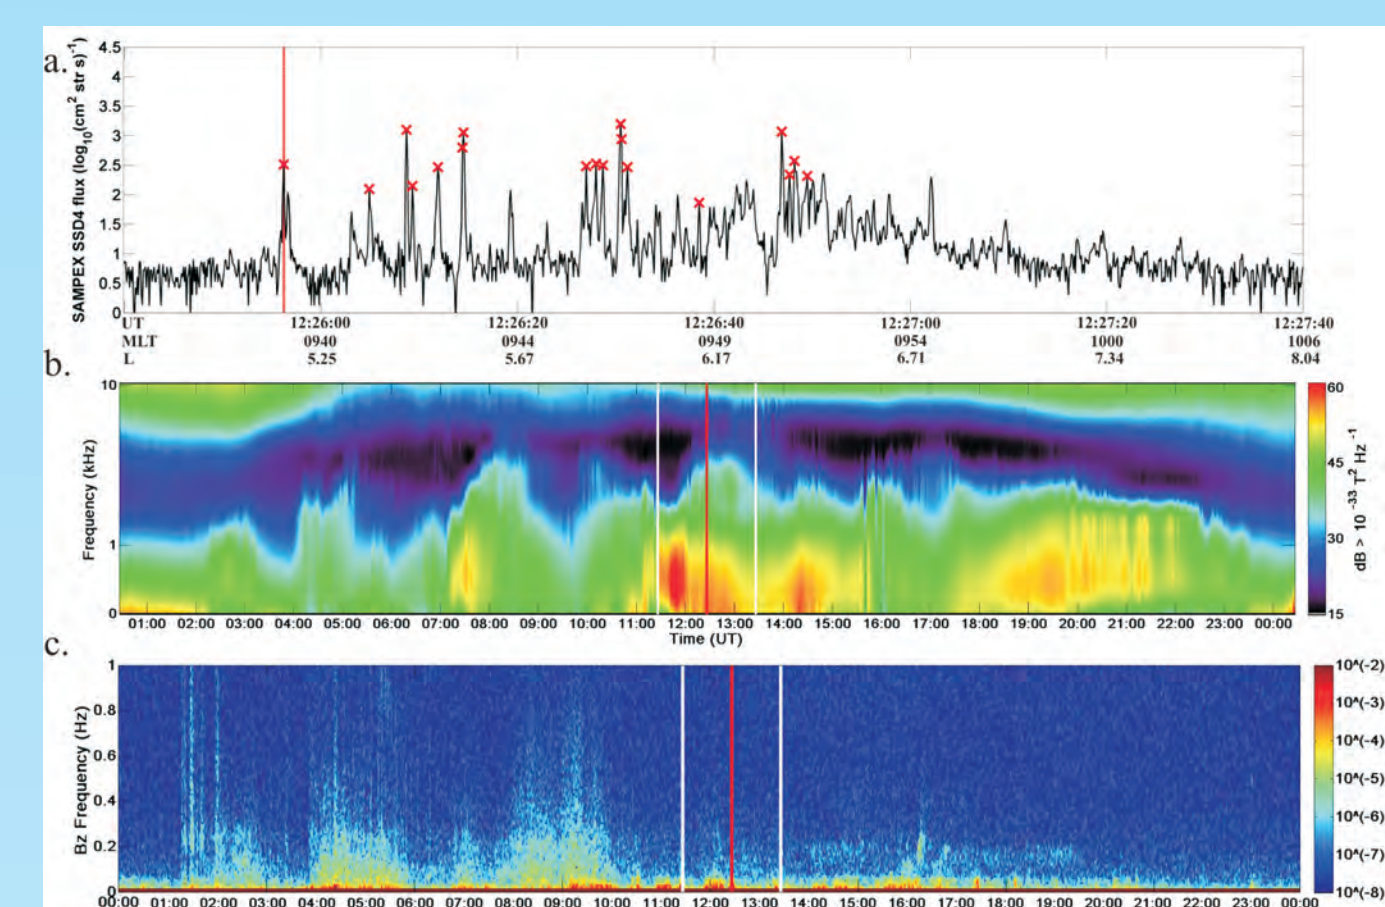 a.
SAMPEX SSD4 flux (log10(cm2 str s)-1)
4.5
4
3.5
3
2.5
2
1.5
1
0.5
0
UT 12:26:00 12:26:20 12:26:40 12:27:00 12:27:20 12:27:40
MLT 0940 0944 0949 0954 1000 1006
L 5.25 5.67 6.17 6.71 7.34 8.04
b.
Frequency (kHz)
10
1
0
01:00 02:00 03:00 04:00 05:00 06:00 07:00 08:00 09:00 10:00 11:00 12:00 13:00 14:00 15:00 16:00 17:00 18:00 19:00 20:00 21:00 22:00 23:00 00:00
Time (UT)
60
45
30
15
dB > 10 -33 T2 Hz -1
c.
Bz Frequency (Hz)
1
0.8
0.6
0.4
0.2
0
00:00 01:00 02:00 03:00 04:00 05:00 06:00 07:00 08:00 09:00 10:00 11:00 12:00 13:00 14:00 15:00 16:00 17:00 18:00 19:00 20:00 21:00 22:00 23:00 00:00
10^(-2)
10^(-3)
10^(-4)
10^(-5)
10^(-6)
10^(-7)
10^(-8)